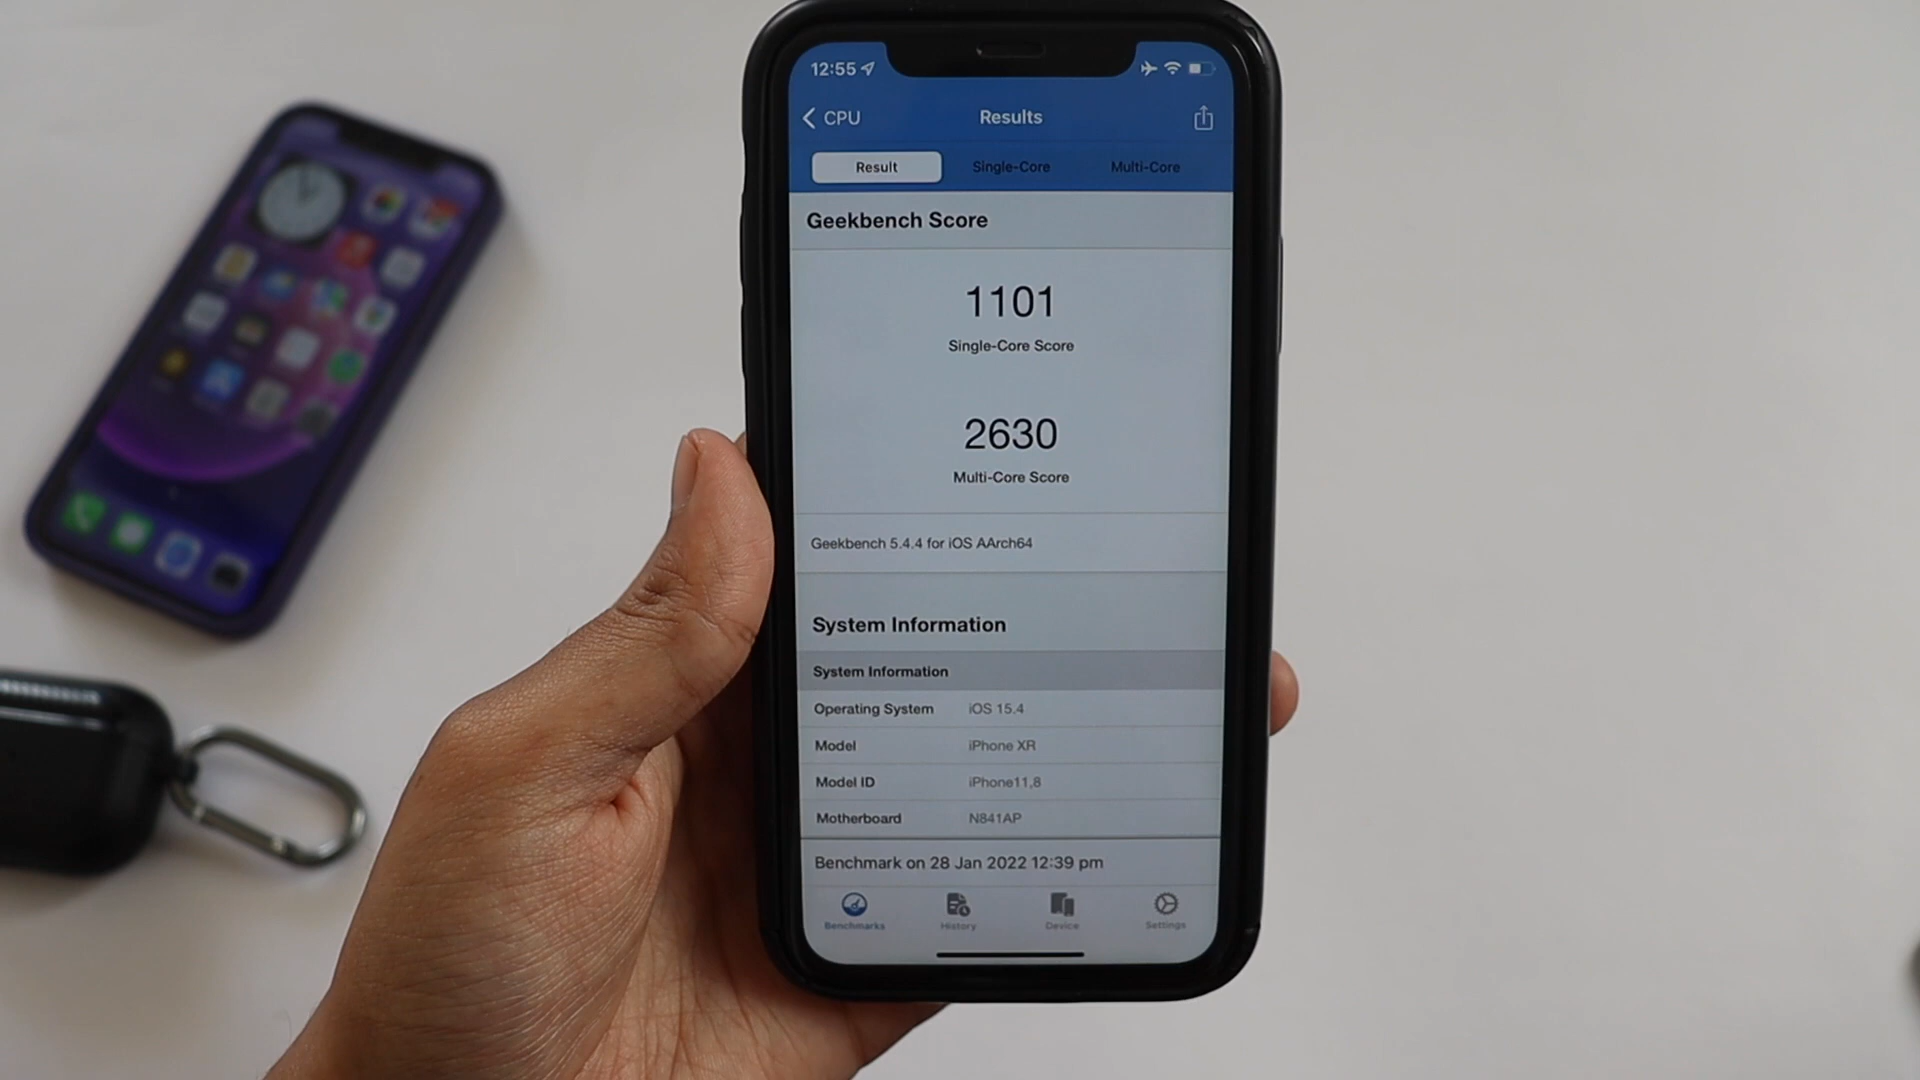 12:55
CPU
Results
Result
Single-Core
Multi-Core
Geekbench Score
1101
Single-Core Score
2630
Multi-Core Score
Geekbench 5.4.4 for iOS AArch64
System Information
System Information
Operating System iOS 15.4
Model iPhone XR
Model ID iPhone11,8
Motherboard N841AP
Benchmark on 28 Jan 2022 12:39 pm
Benchmarks
History
Device
Settings